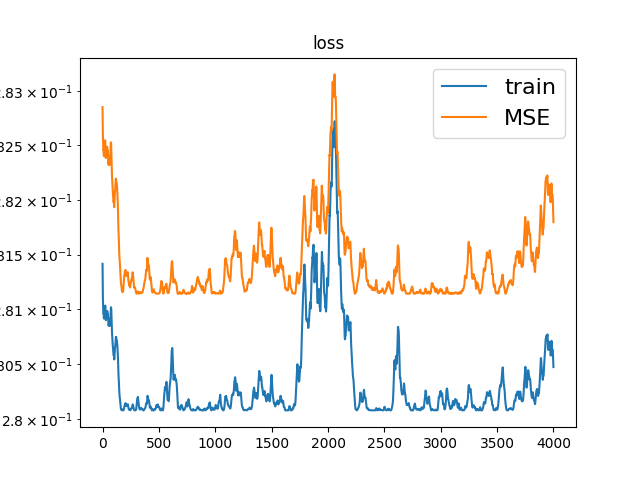 loss
train
MSE
.83 × 10⁻¹
825 × 10⁻¹
.82 × 10⁻¹
815 × 10⁻¹
.81 × 10⁻¹
805 × 10⁻¹
2.8 × 10⁻¹
0 500 1000 1500 2000 2500 3000 3500 4000